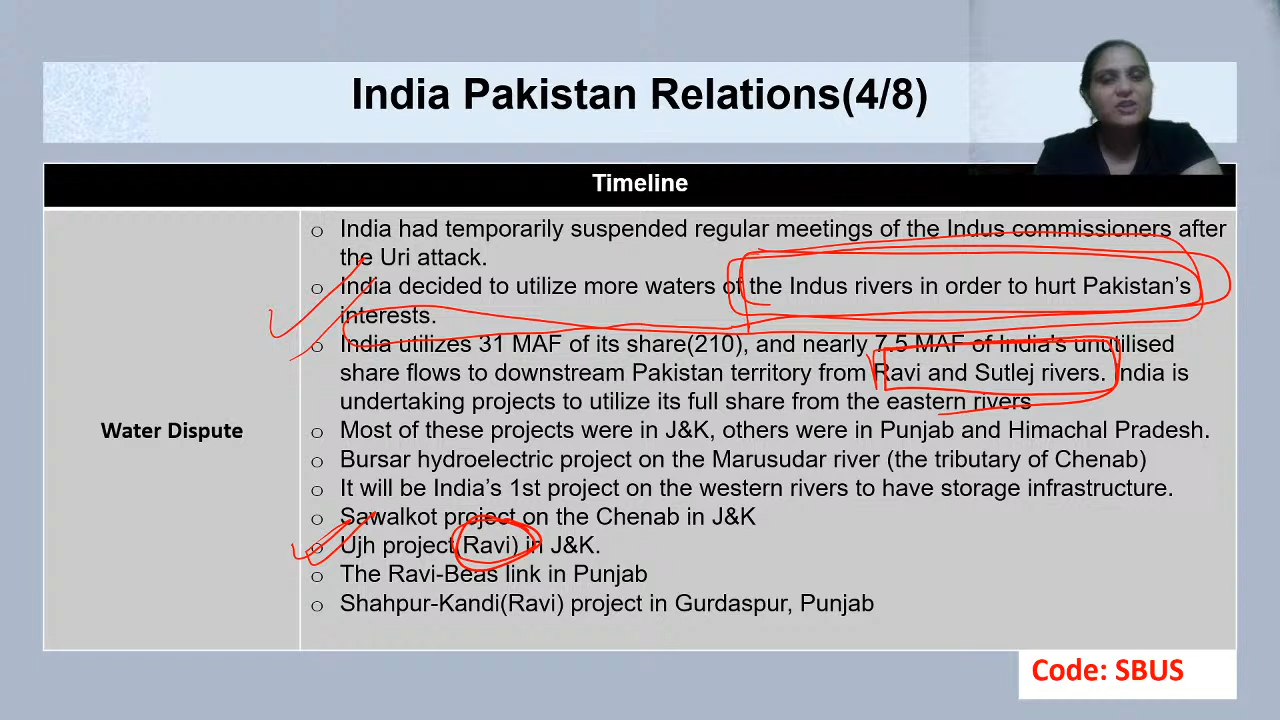 India Pakistan Relations(4/8)
Timeline
Water Dispute
o India had temporarily suspended regular meetings of the Indus commissioners after
the Uri attack.
o India decided to utilize more waters of the Indus rivers in order to hurt Pakistan's
interests.
o India utilizes 31 MAF of its share(210), and nearly 7.5 MAF of India's unutilised
share flows to downstream Pakistan territory from Ravi and Sutlej rivers. India is
undertaking projects to utilize its full share from the eastern rivers
o Most of these projects were in J&K, others were in Punjab and Himachal Pradesh.
o Bursar hydroelectric project on the Marusudar river (the tributary of Chenab)
o It will be India's 1st project on the western rivers to have storage infrastructure.
o Sawalkot project on the Chenab in J&K
o Ujh project(Ravi) in J&K.
o The Ravi-Beas link in Punjab
o Shahpur-Kandi(Ravi) project in Gurdaspur, Punjab
Code: SBUS